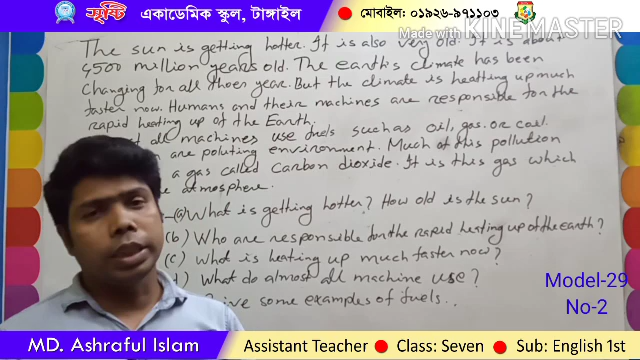 সৃষ্টি একাডেমিক স্কুল, টাঙ্গাইল
মোবাইল: ০১৯২৬-৯৭১১০৩
Made with KINEMASTER
The sun is getting hotter. It is also very old. It is about
4500 million years old. The earth's climate has been
changing for all thoer year. But the climate is heatting up much
faster now. Humans and their machines are responsible for the
rapid heating up of the Earth.
all machines use fuels such as oil, gas. or coil.
are poluting environment. Much of this pollution
a gas called Carbon dioxide. It is this gas which
atmosphere.
(a) What is gething hotter? How old is the sun?
(b) Who are responsible for the rapid heating up of the earth?
(c) What is heating up much faster now?
d) What do almost all machine use?
ive some examples of fuels..
Model-29
No-2
MD. Ashraful Islam
Assistant Teacher ● Class: Seven ● Sub: English 1st